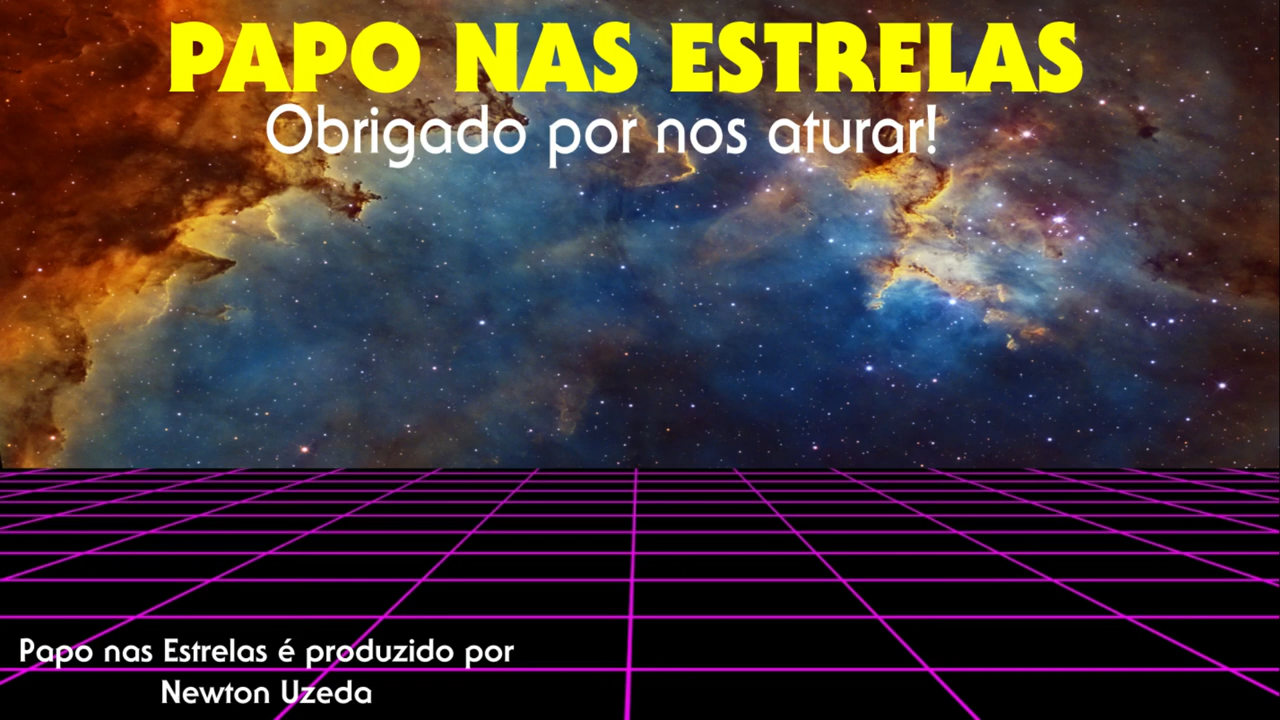 PAPO NAS ESTRELAS
Obrigado por nos aturar!
Papo nas Estrelas é produzido por
Newton Uzeda